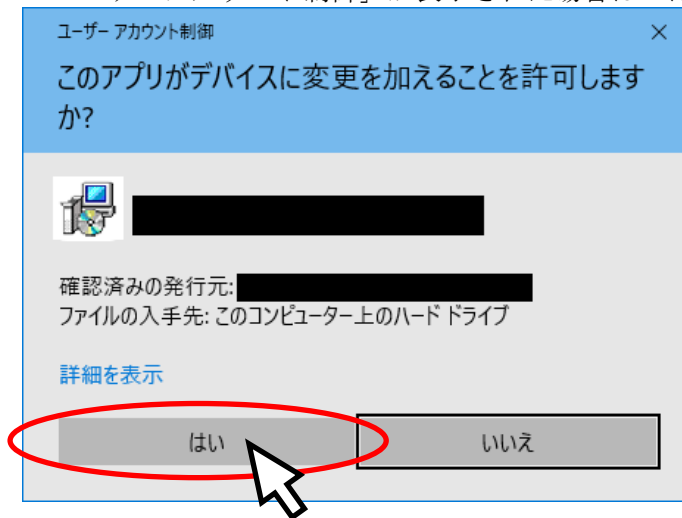 ユーザー アカウント制御
このアプリがデバイスに変更を加えることを許可します
か?
確認済みの発行元:
ファイルの入手先: このコンピューター上のハード ドライブ
詳細を表示
はい
いいえ